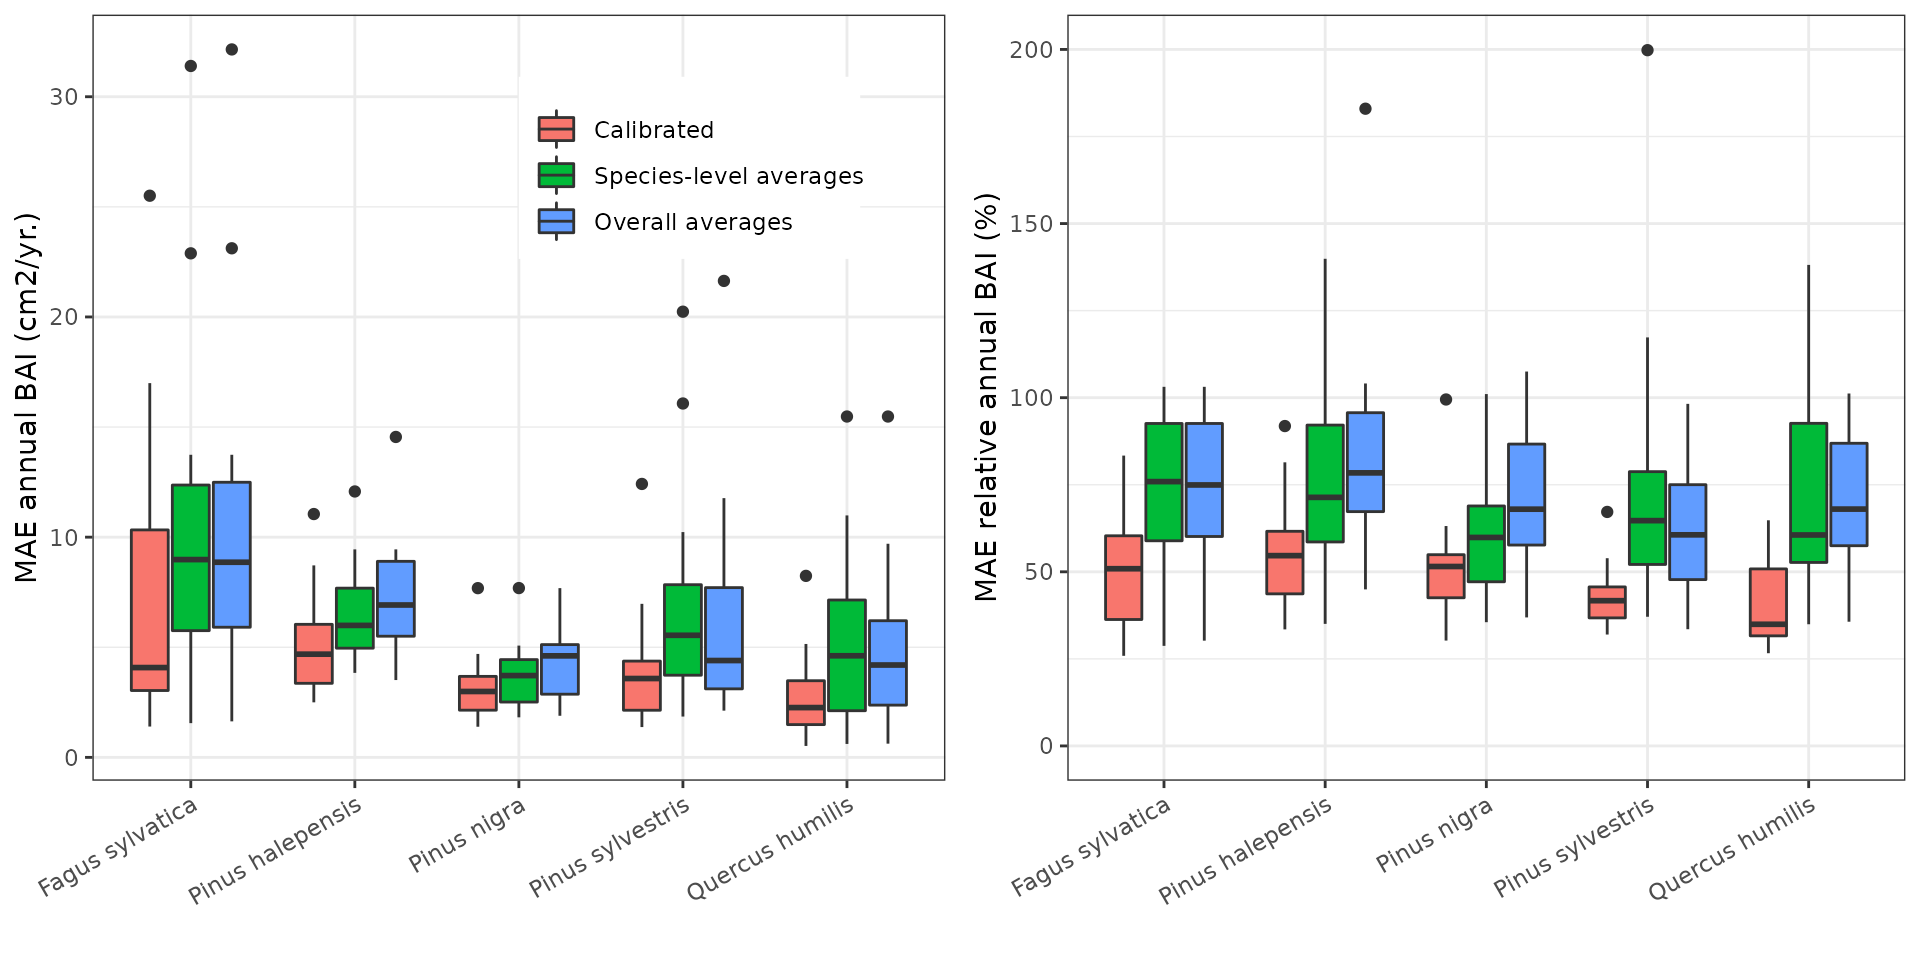 MAE annual BAI (cm2/yr.)
30
20
10
0
Calibrated
Species-level averages
Overall averages
Fagus sylvatica
Pinus halepensis
Pinus nigra
Pinus sylvestris
Quercus humilis
MAE relative annual BAI (%)
200
150
100
50
0
Fagus sylvatica
Pinus halepensis
Pinus nigra
Pinus sylvestris
Quercus humilis